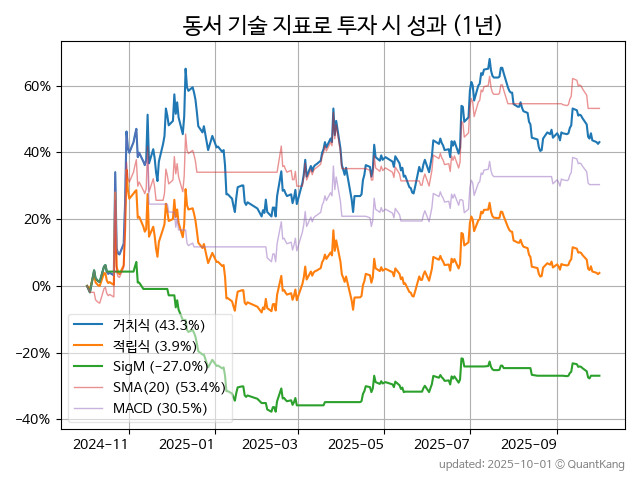 동서 기술 지표로 투자 시 성과 (1년)
60%
40%
20%
0%
−20%
−40%
거치식 (43.3%)
적립식 (3.9%)
SigM (−27.0%)
SMA(20) (53.4%)
MACD (30.5%)
2024-11 2025-01 2025-03 2025-05 2025-07 2025-09
updated: 2025-10-01 © QuantKang